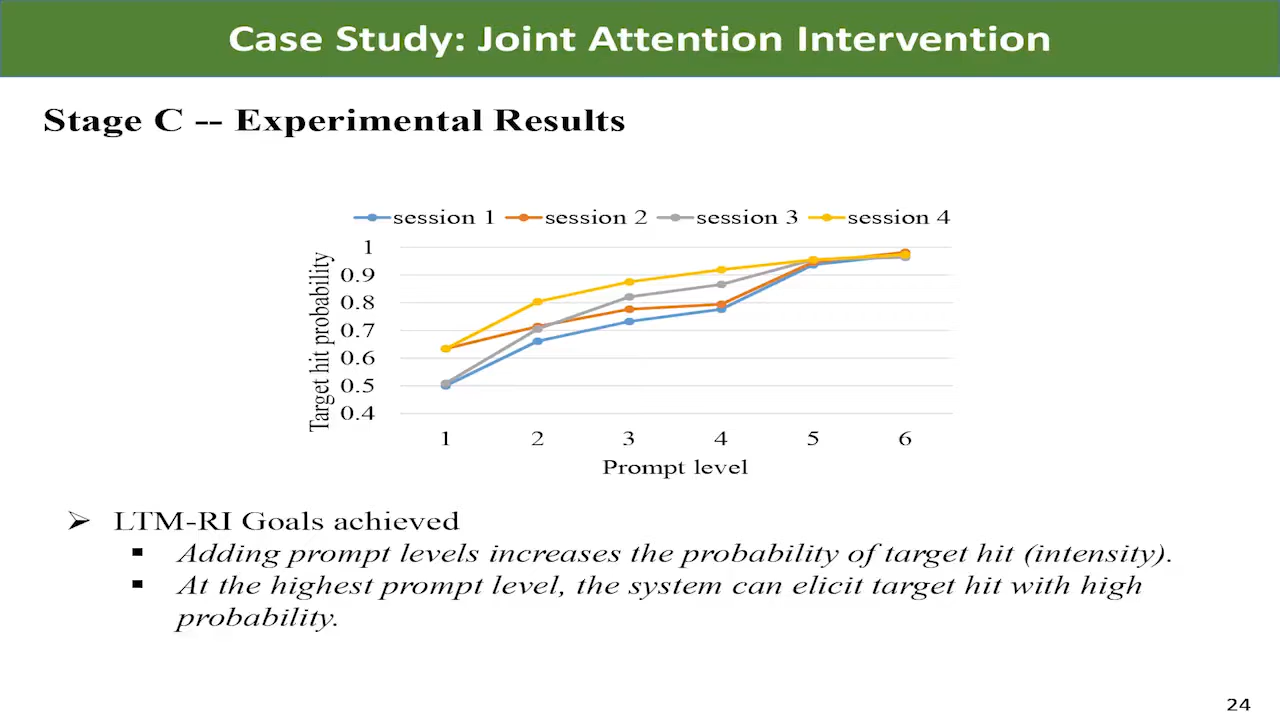 Case Study: Joint Attention Intervention
Stage C -- Experimental Results
session 1 session 2 session 3 session 4
Target hit probability
1
0.9
0.8
0.7
0.6
0.5
0.4
1 2 3 4 5 6
Prompt level
➢ LTM-RI Goals achieved
▪ Adding prompt levels increases the probability of target hit (intensity).
▪ At the highest prompt level, the system can elicit target hit with high
probability.
24